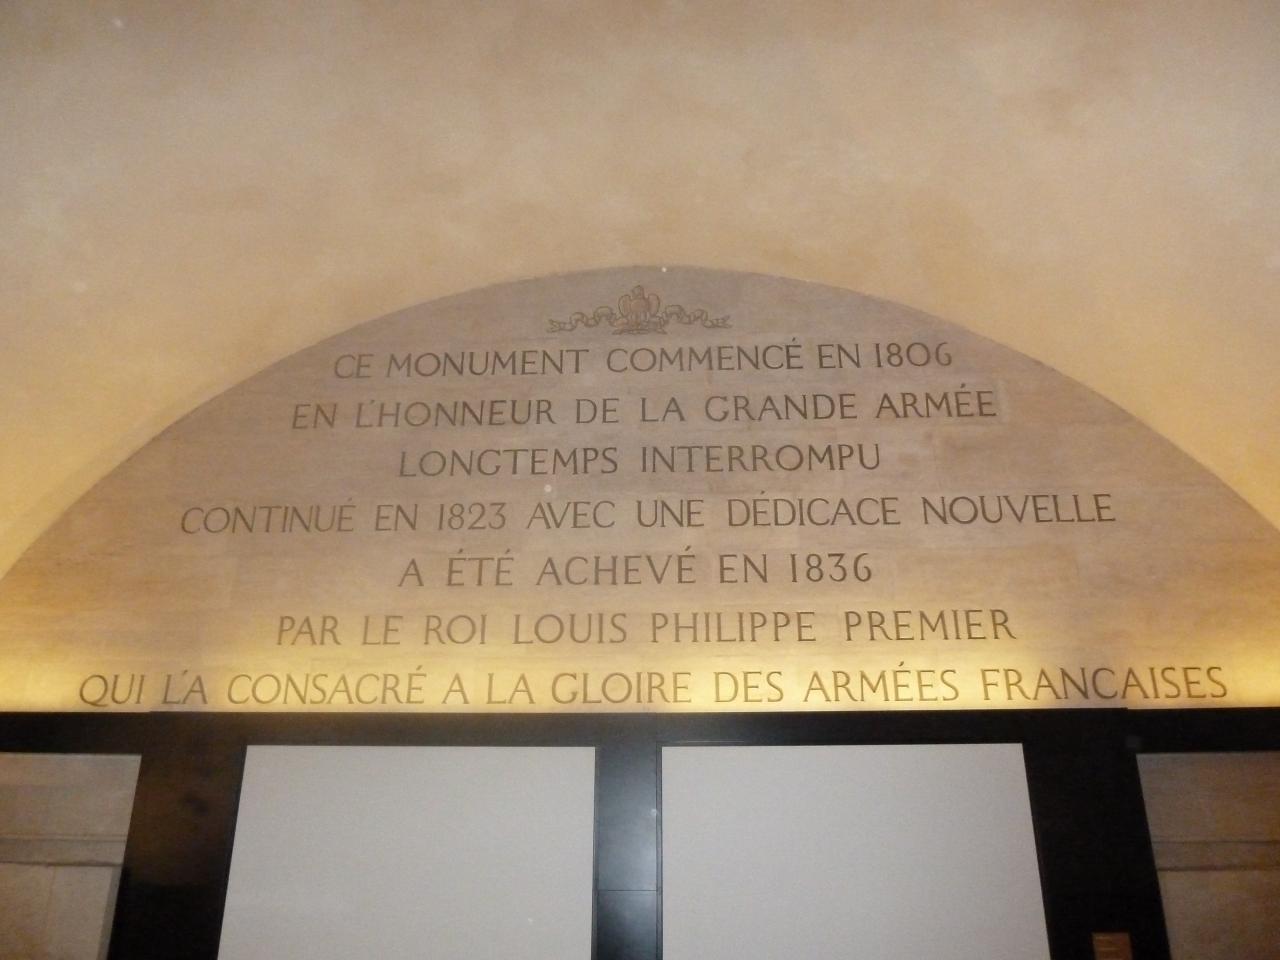 CE MONUMENT COMMENCÉ EN 1806
EN L'HONNEUR DE LA GRANDE ARMÉE
LONGTEMPS INTERROMPU
CONTINUÉ EN 1823 AVEC UNE DÉDICACE NOUVELLE
A ÉTÉ ACHEVÉ EN 1836
PAR LE ROI LOUIS PHILIPPE PREMIER
QUI L'A CONSACRÉ A LA GLOIRE DES ARMÉES FRANCAISES